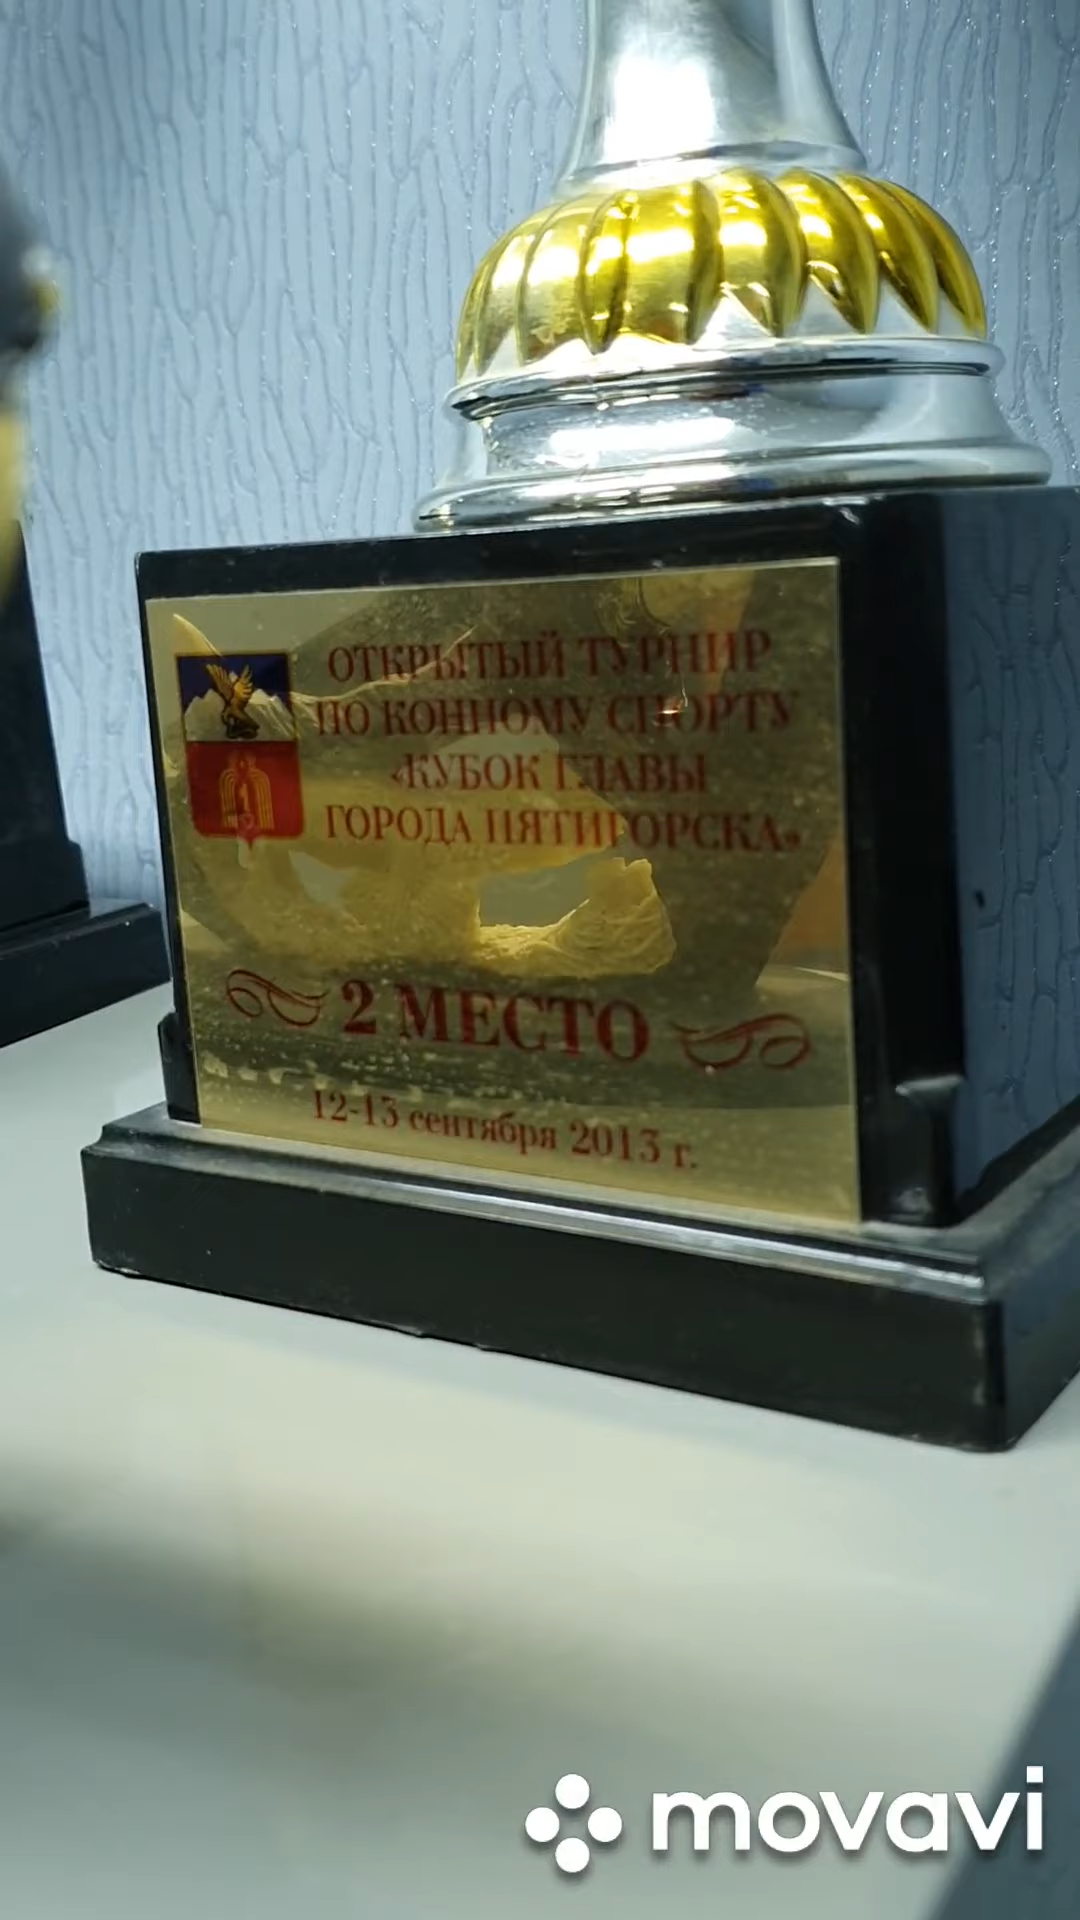 ОТКРЫТЫЙ ТУРНИР
ПО КОННОМУ СПОРТУ
«КУБОК ГЛАВЫ
ГОРОДА ПЯТИГОРСКА»
2 МЕСТО
12-13 сентября 2013 г.
movavi